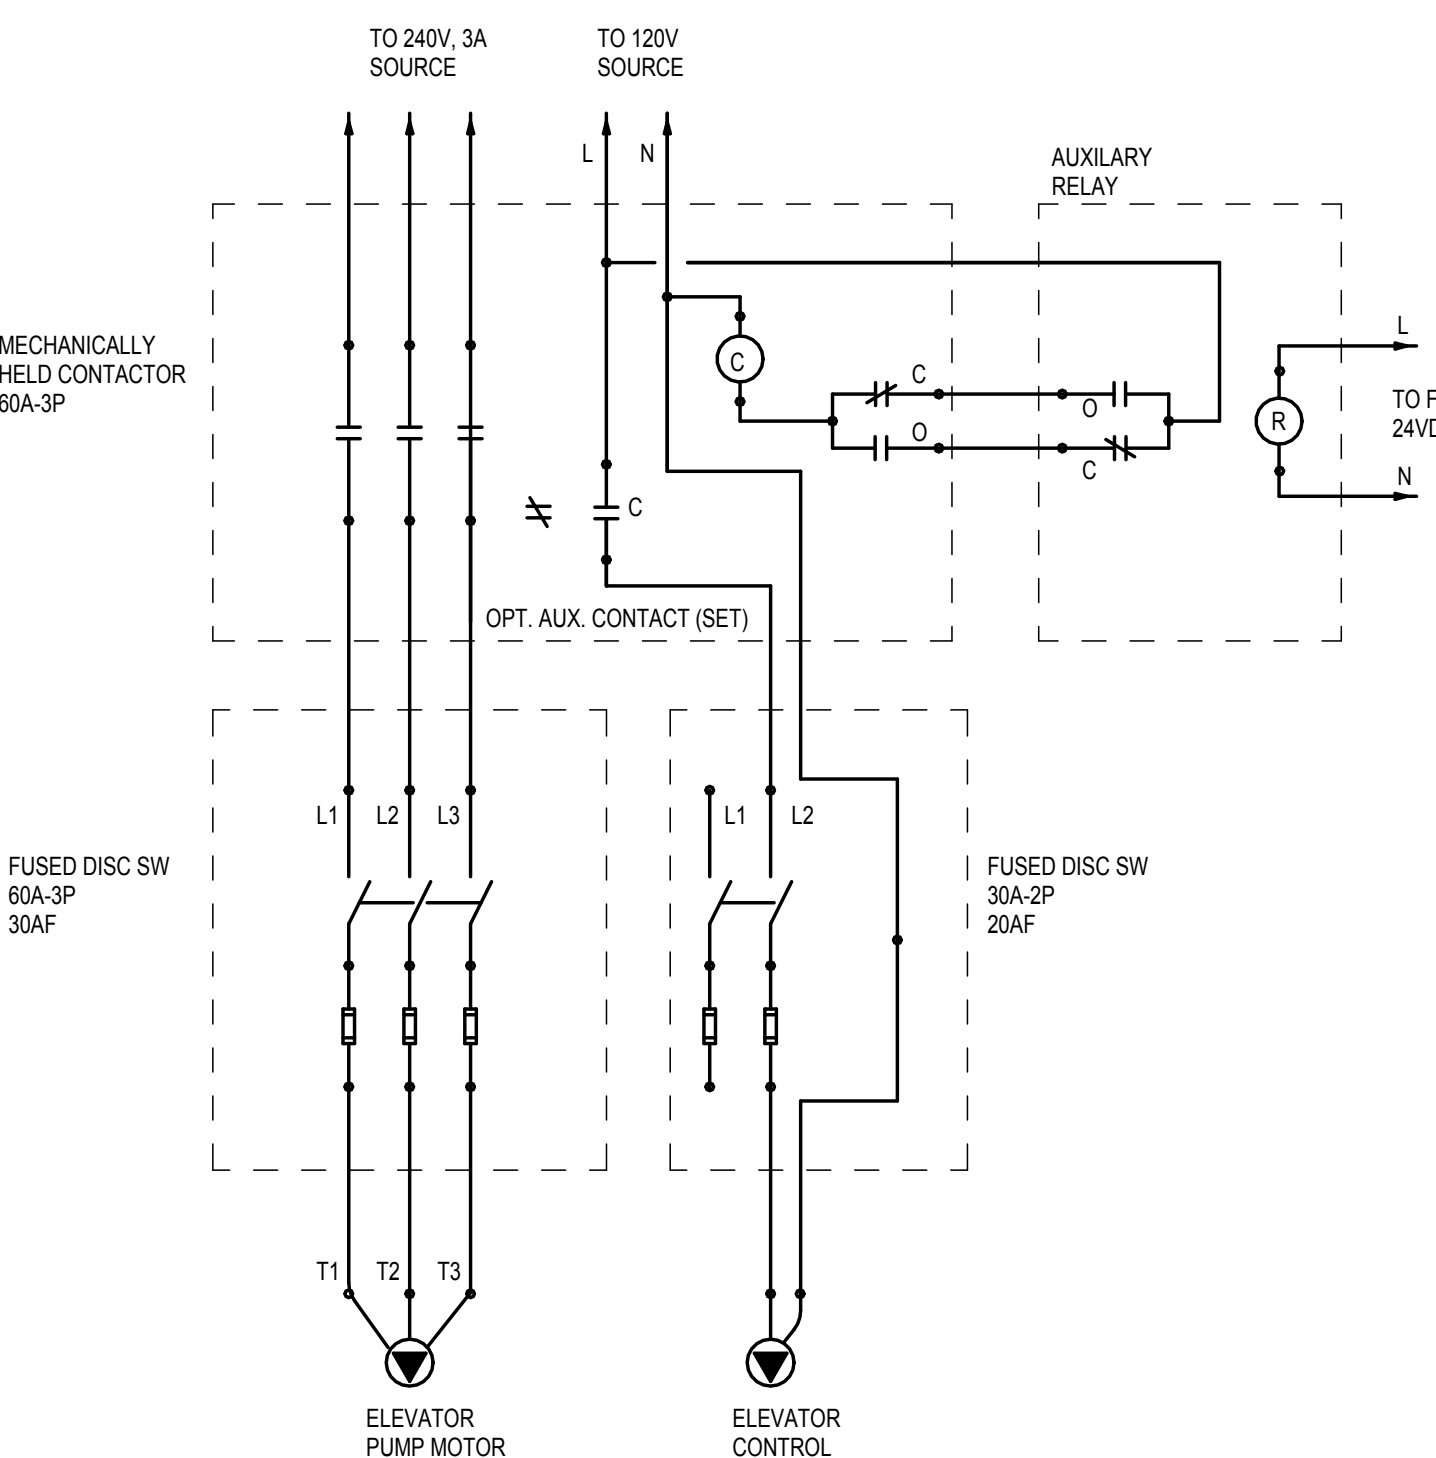 TO 240V, 3A
SOURCE
TO 120V
SOURCE
L
N
AUXILARY
RELAY
MECHANICALLY
HELD CONTACTOR
60A-3P
C
C
O
O
C
R
L
TO F
24VD
N
C
OPT. AUX. CONTACT (SET)
L1
L2
L3
L1
L2
FUSED DISC SW
60A-3P
30AF
FUSED DISC SW
30A-2P
20AF
T1
T2
T3
ELEVATOR
PUMP MOTOR
ELEVATOR
CONTROL